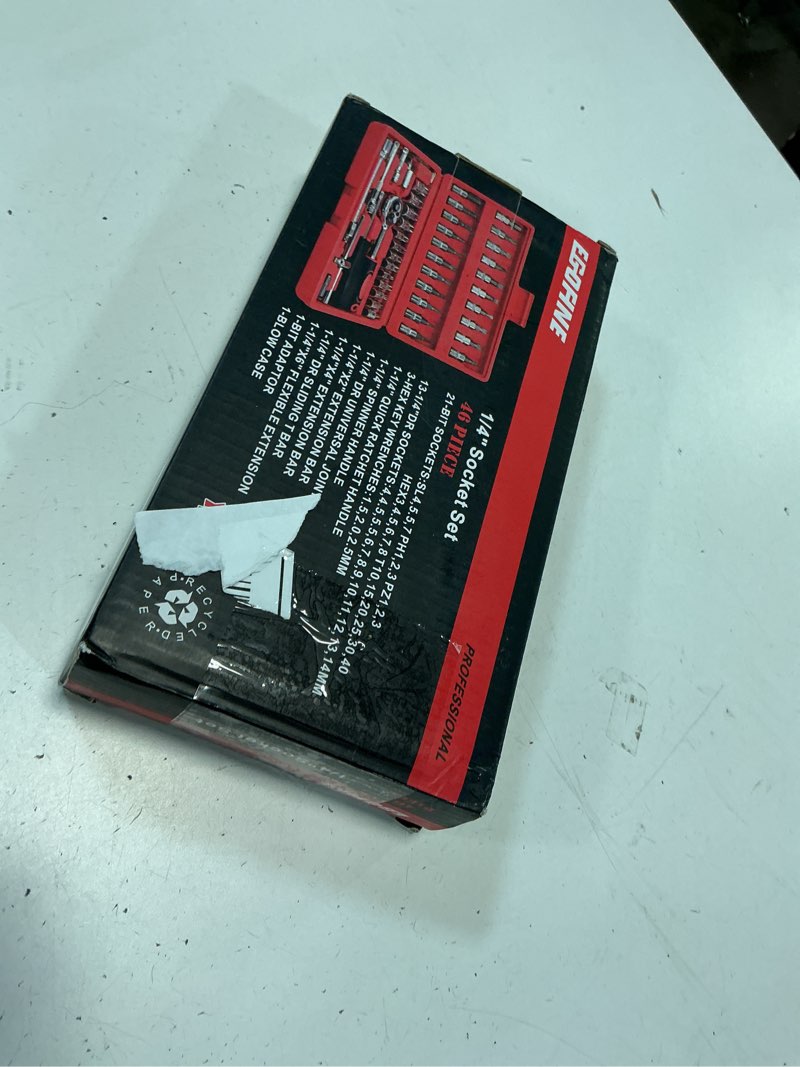 EGOFINE
PROFESSIONAL
1/4" Socket Set
46 PIECE
21-BIT SOCKETS:SL4,5.5,7 PH1,2,3 PZ1,2,3
HEX3,4,5,6,7,8 T10,15,20,25,30,40
13-1/4"DR SOCKETS:4,4.5,5,5.5,6,7,8,9,10,11,12,13,14MM
3-HEX KEY WRENCHES:1.5,2.0,2.5MM
1-1/4" QUICK RATCHET HANDLE
1-1/4" SPINNER HANDLE
1-1/4" DR UNIVERSAL JOIN
1-1/4"X2" EXTENSION BAR
1-1/4"X4" EXTENSION BAR
1-1/4" DR SLIDING T BAR
1-1/4"X6" FLEXIBLE EXTENSION
1-BIT ADAPTOR
1-BLOW CASE
RECYCLED PAPER